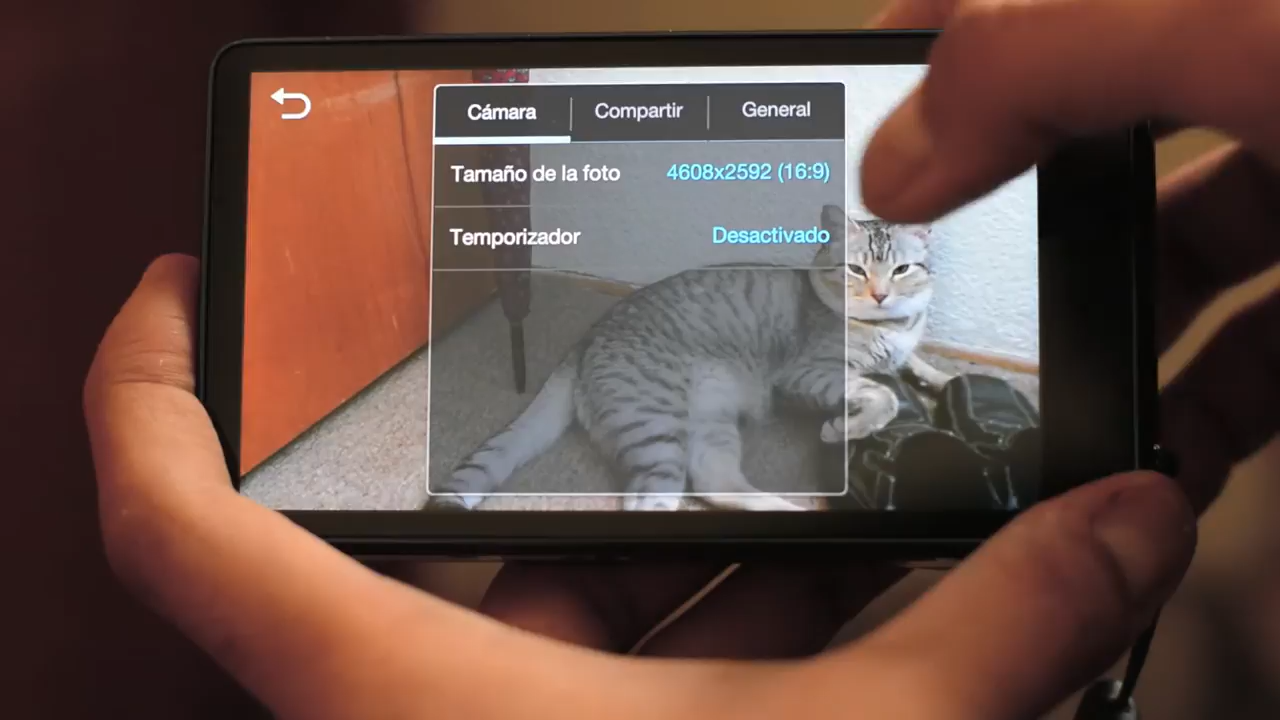 Cámara Compartir General
Tamaño de la foto 4608x2592 (16:9)
Temporizador Desactivado